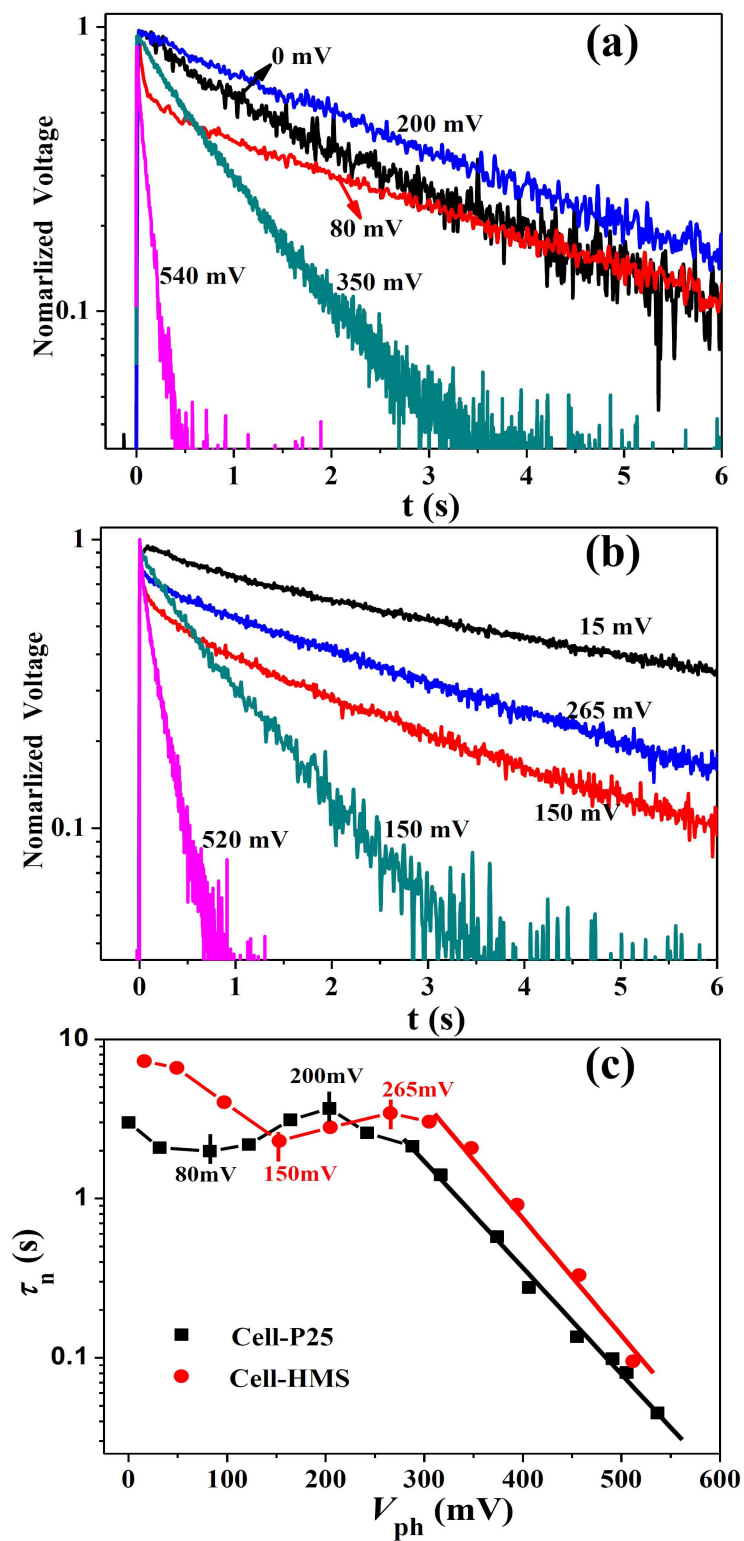 (a)
1
0 mV
200 mV
80 mV
540 mV
350 mV
0.1
Nomarlized Voltage
0 1 2 3 4 5 6
t (s)
(b)
1
15 mV
265 mV
150 mV
520 mV
150 mV
0.1
Nomarlized Voltage
0 1 2 3 4 5 6
t (s)
(c)
10
200mV
265mV
80mV
150mV
1
τn (s)
Cell-P25
Cell-HMS
0.1
0 100 200 300 400 500 600
Vph (mV)